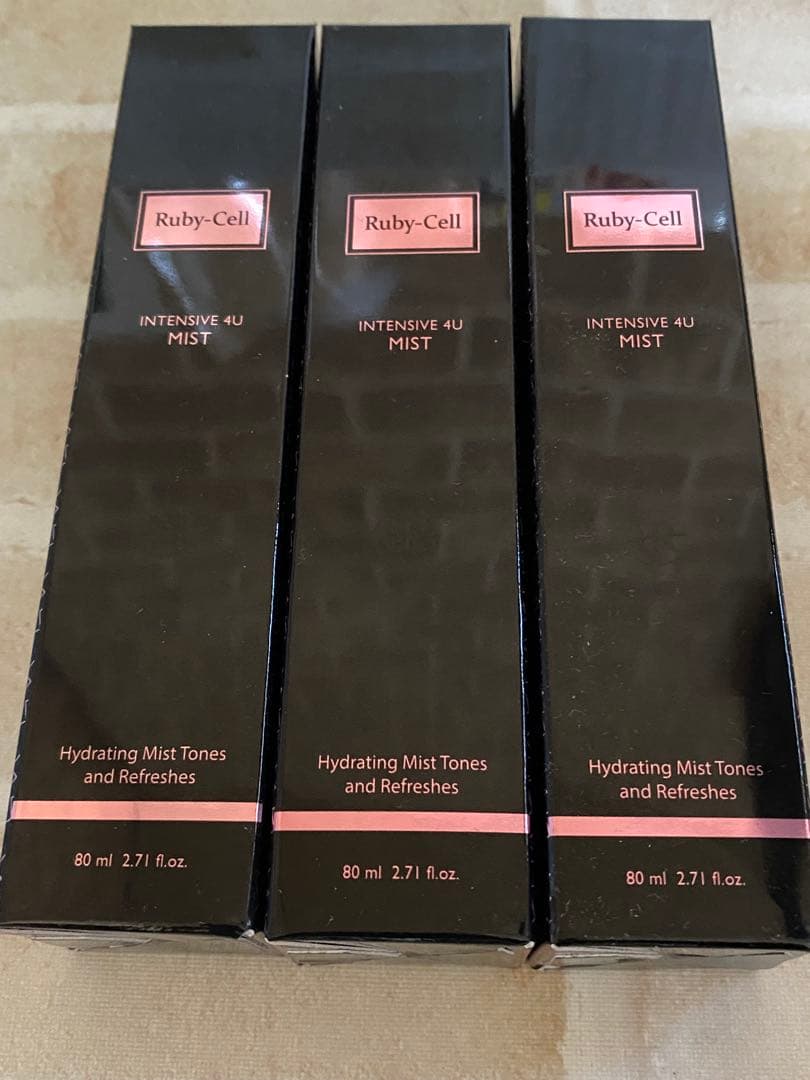 Ruby-Cell
INTENSIVE 4U
MIST
Hydrating Mist Tones
and Refreshes
80 ml 2.71 fl.oz.
Ruby-Cell
INTENSIVE 4U
MIST
Hydrating Mist Tones
and Refreshes
80 ml 2.71 fl.oz.
Ruby-Cell
INTENSIVE 4U
MIST
Hydrating Mist Tones
and Refreshes
80 ml 2.71 fl.oz.